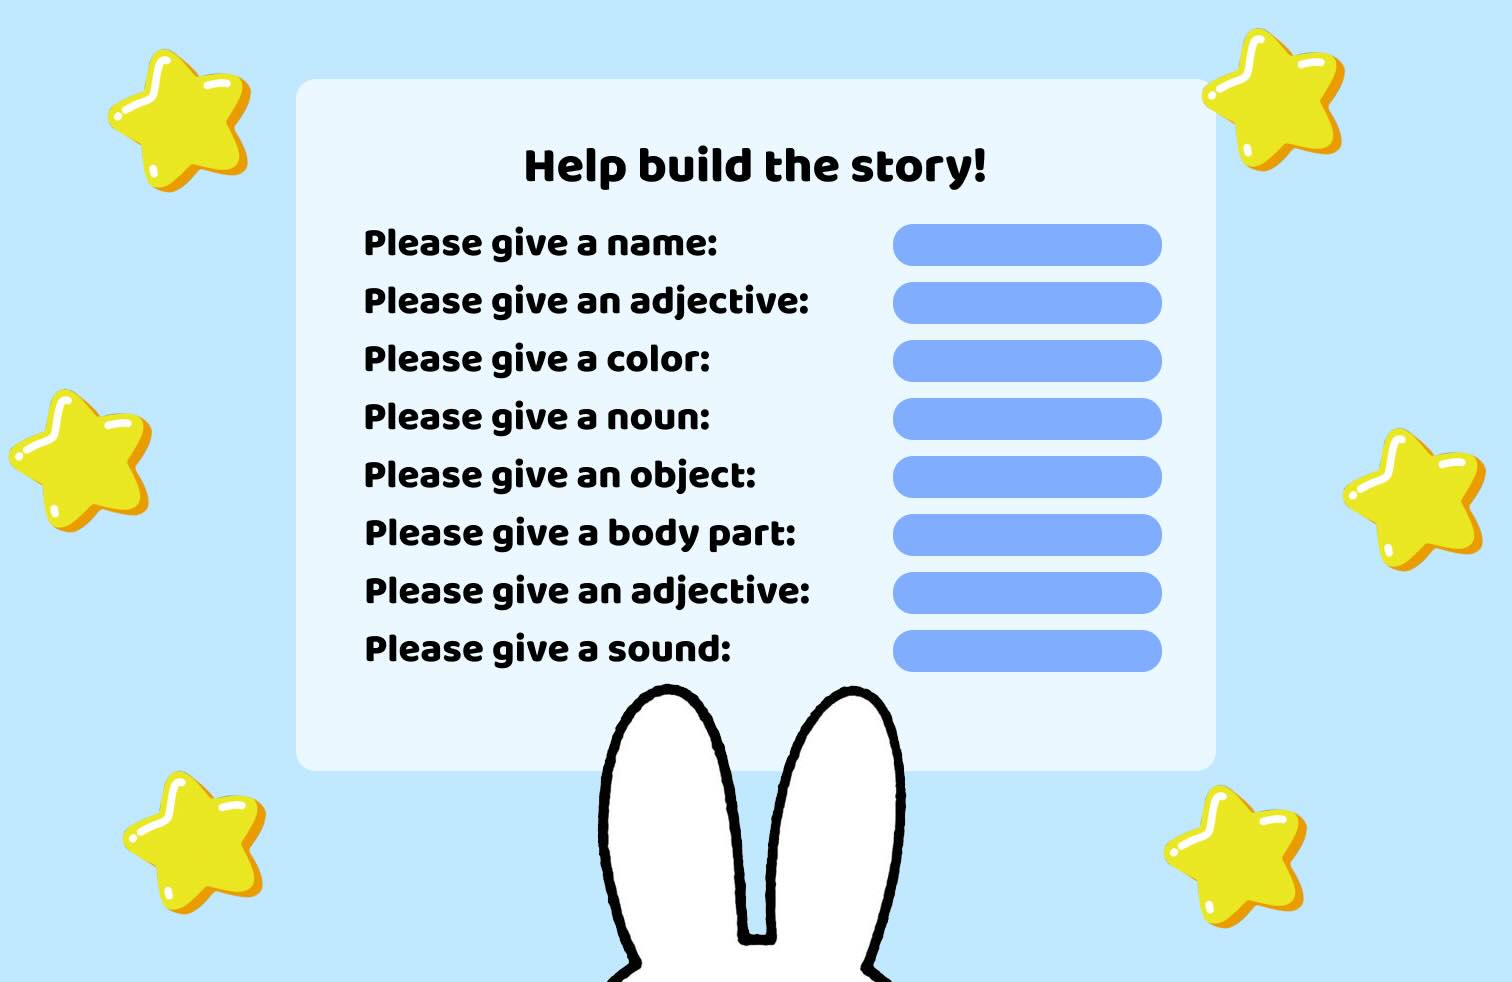 Help build the story!
Please give a name:
Please give an adjective:
Please give a color:
Please give a noun:
Please give an object:
Please give a body part:
Please give an adjective:
Please give a sound: